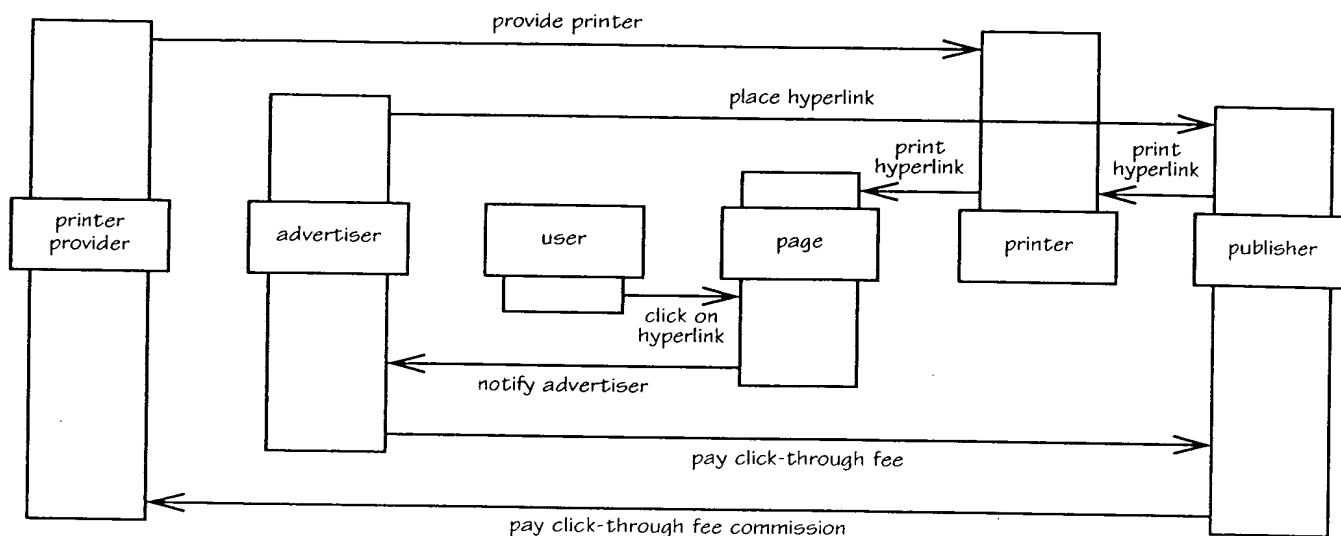 provide printer
place hyperlink
print
hyperlink
print
hyperlink
printer
provider
advertiser
user
page
printer
publisher
click on
hyperlink
notify advertiser
pay click-through fee
pay click-through fee commission